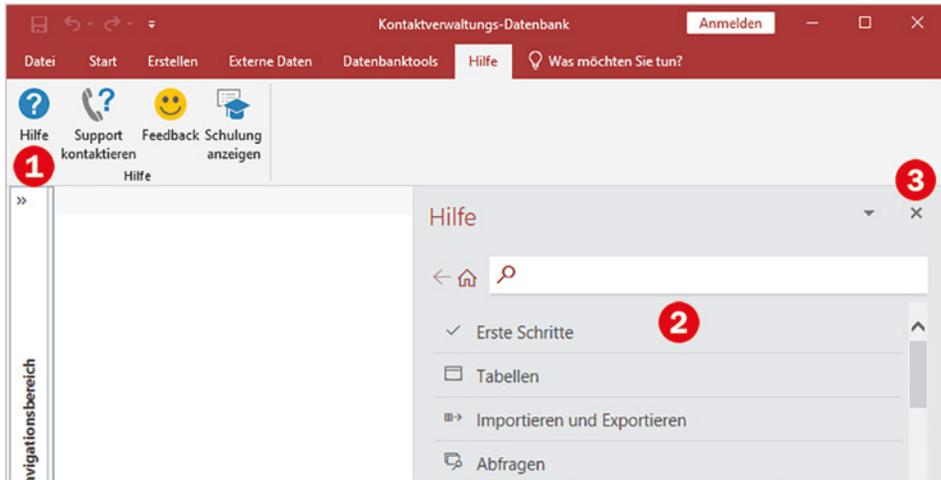 Kontaktverwaltungs-Datenbank Anmelden
Datei Start Erstellen Externe Daten Datenbanktools Hilfe Was möchten Sie tun?
Hilfe Support kontaktieren Feedback Schulung anzeigen
1
Hilfe
3
»
Hilfe
2
Erste Schritte
Tabellen
Importieren und Exportieren
Abfragen
avigationsbereich